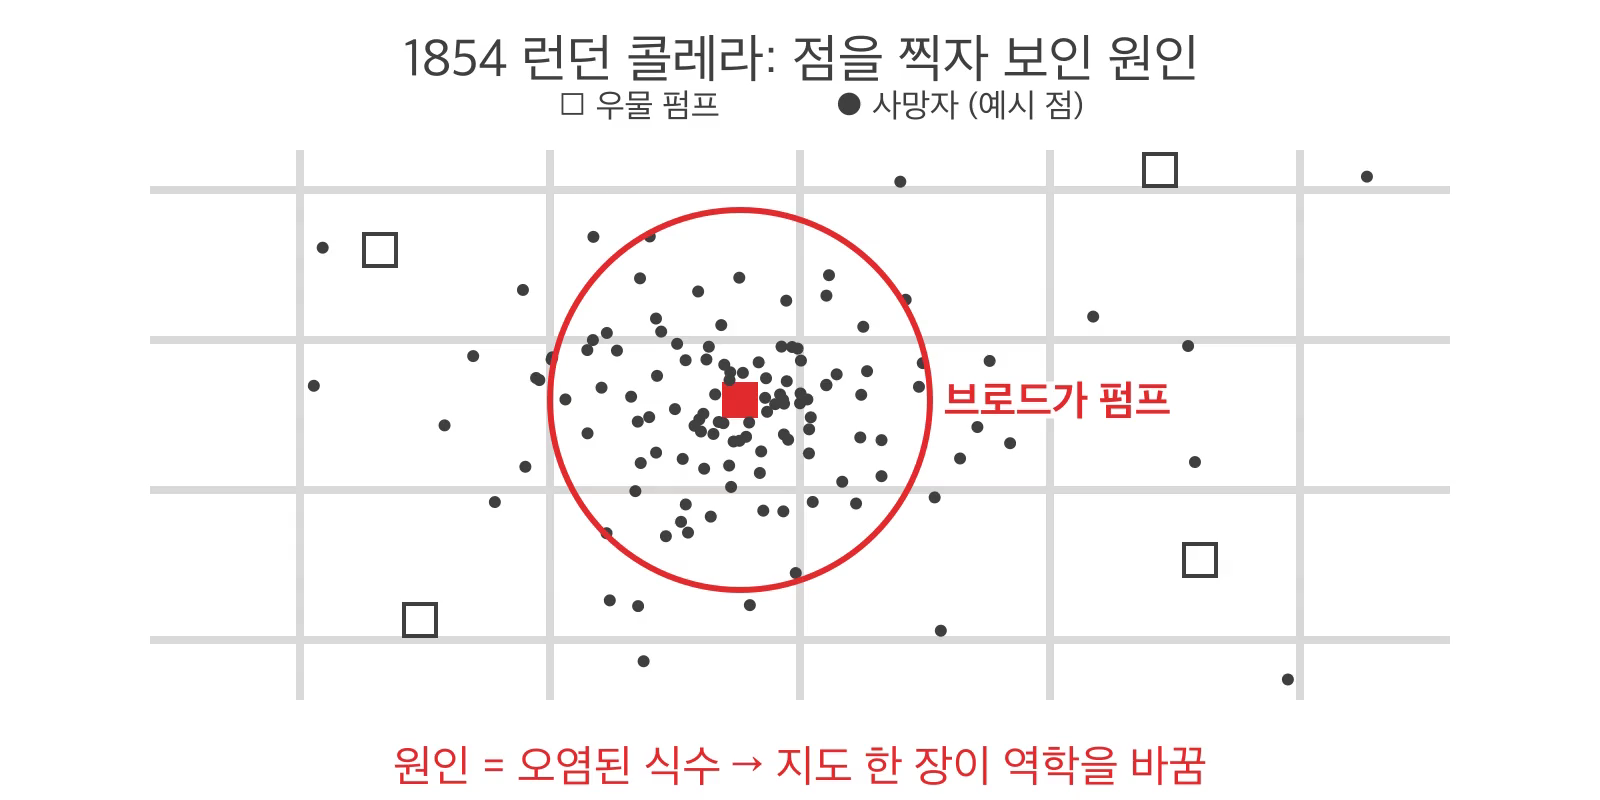 1854 런던 콜레라: 점을 찍자 보인 원인
□ 우물 펌프 ● 사망자 (예시 점)
브로드가 펌프
원인 = 오염된 식수 → 지도 한 장이 역학을 바꿈